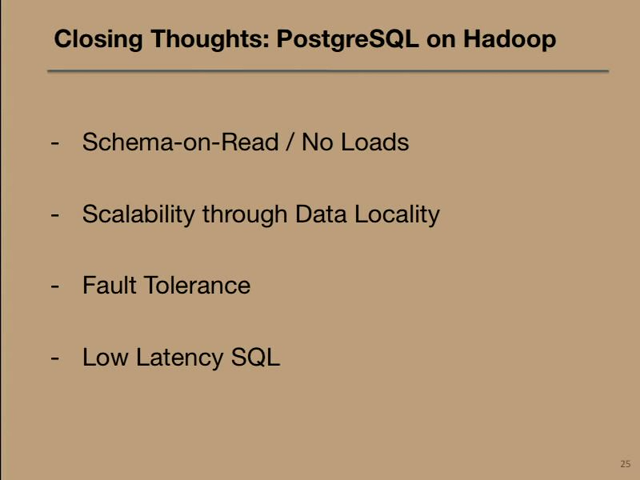 Closing Thoughts: PostgreSQL on Hadoop
- Schema-on-Read / No Loads
- Scalability through Data Locality
- Fault Tolerance
- Low Latency SQL
25